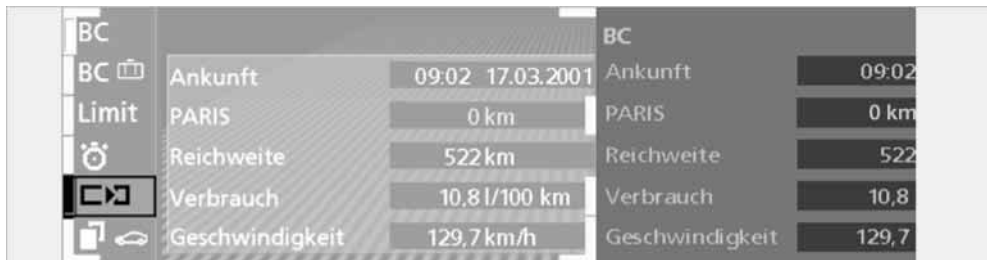 BC
BC
Limit
Ankunft 09:02 17.03.2001
PARIS 0 km
Reichweite 522 km
Verbrauch 10,8 l/100 km
Geschwindigkeit 129,7 km/h
BC
Ankunft 09:02
PARIS 0 km
Reichweite 522
Verbrauch 10,8
Geschwindigkeit 129,7